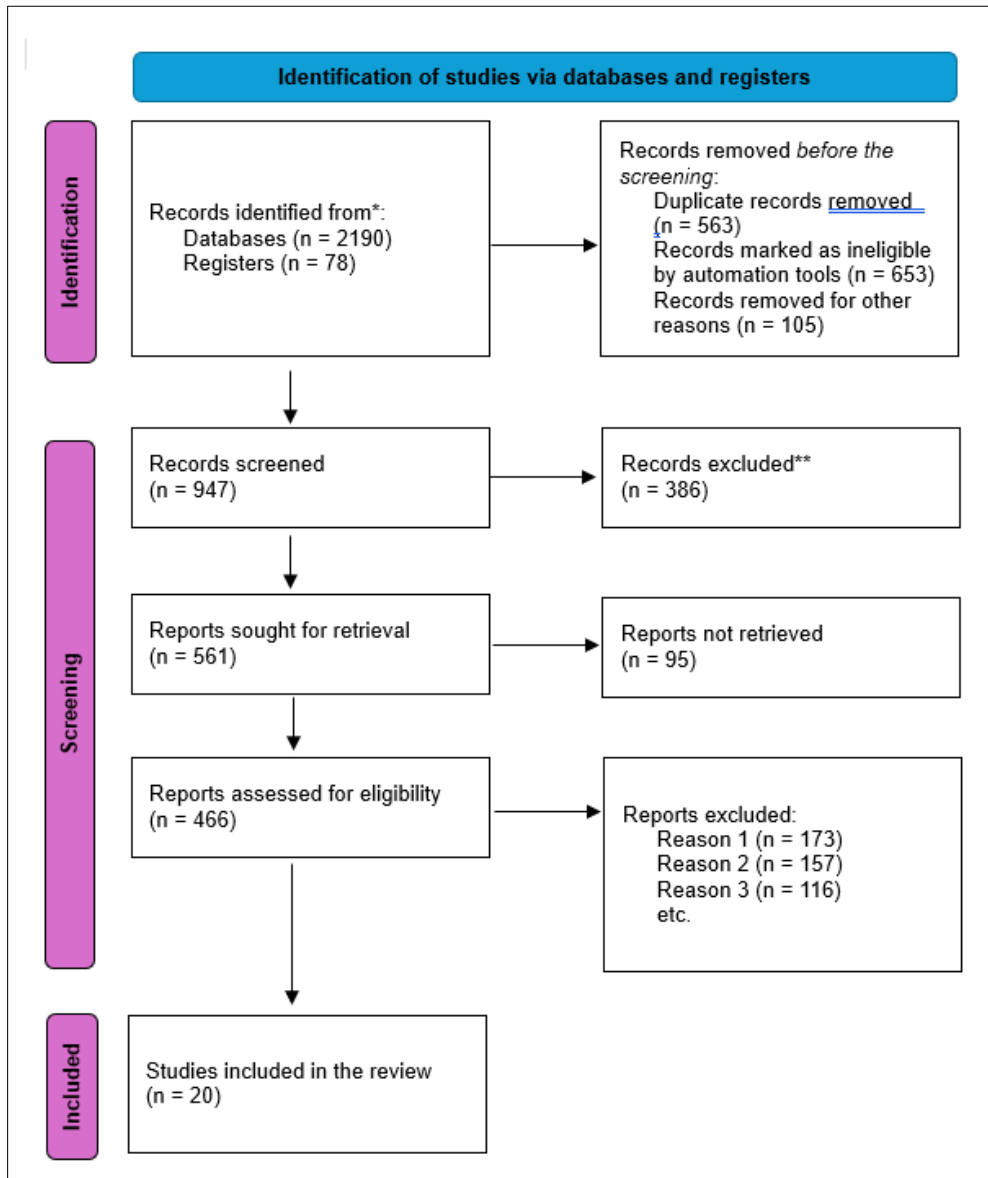 Identification of studies via databases and registers
Identification
Records identified from*:
Databases (n = 2190)
Registers (n = 78)
Records removed before the
screening:
Duplicate records removed
(n = 563)
Records marked as ineligible
by automation tools (n = 653)
Records removed for other
reasons (n = 105)
Screening
Records screened
(n = 947)
Records excluded**
(n = 386)
Reports sought for retrieval
(n = 561)
Reports not retrieved
(n = 95)
Reports assessed for eligibility
(n = 466)
Reports excluded:
Reason 1 (n = 173)
Reason 2 (n = 157)
Reason 3 (n = 116)
etc.
Included
Studies included in the review
(n = 20)